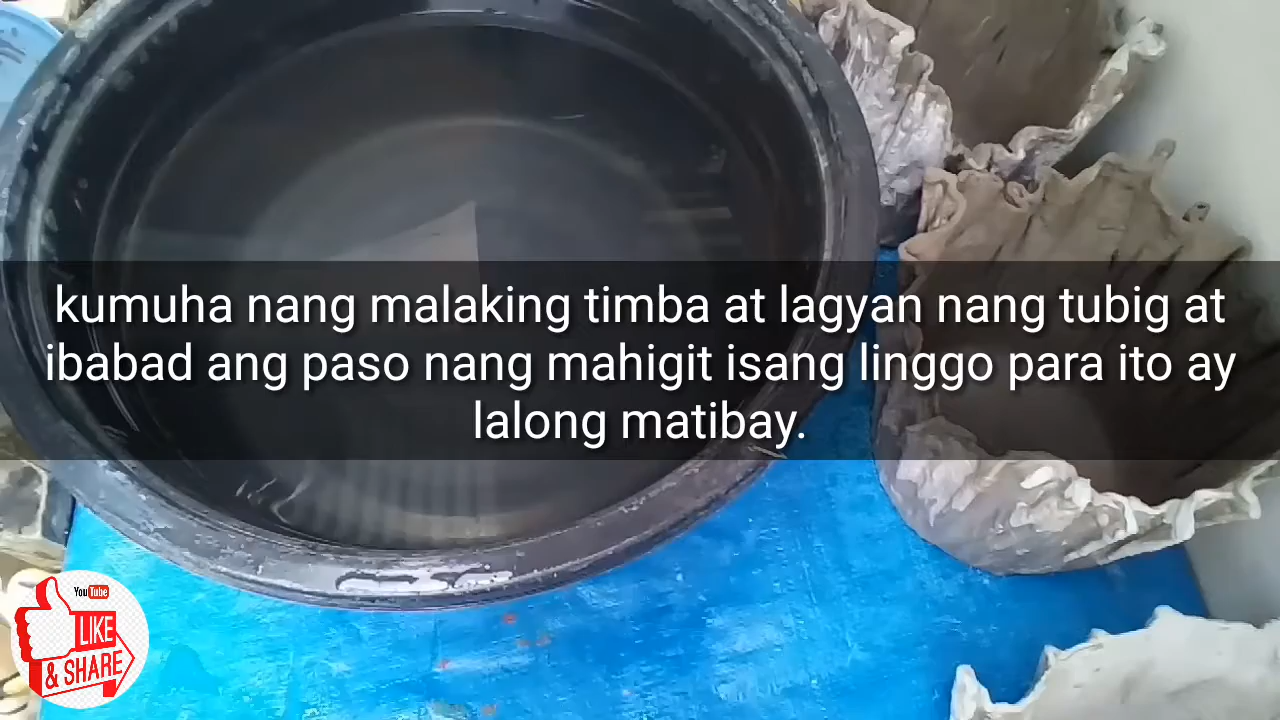 kumuha nang malaking timba at lagyan nang tubig at
ibabad ang paso nang mahigit isang linggo para ito ay
lalong matibay.
YouTube
LIKE
& SHARE